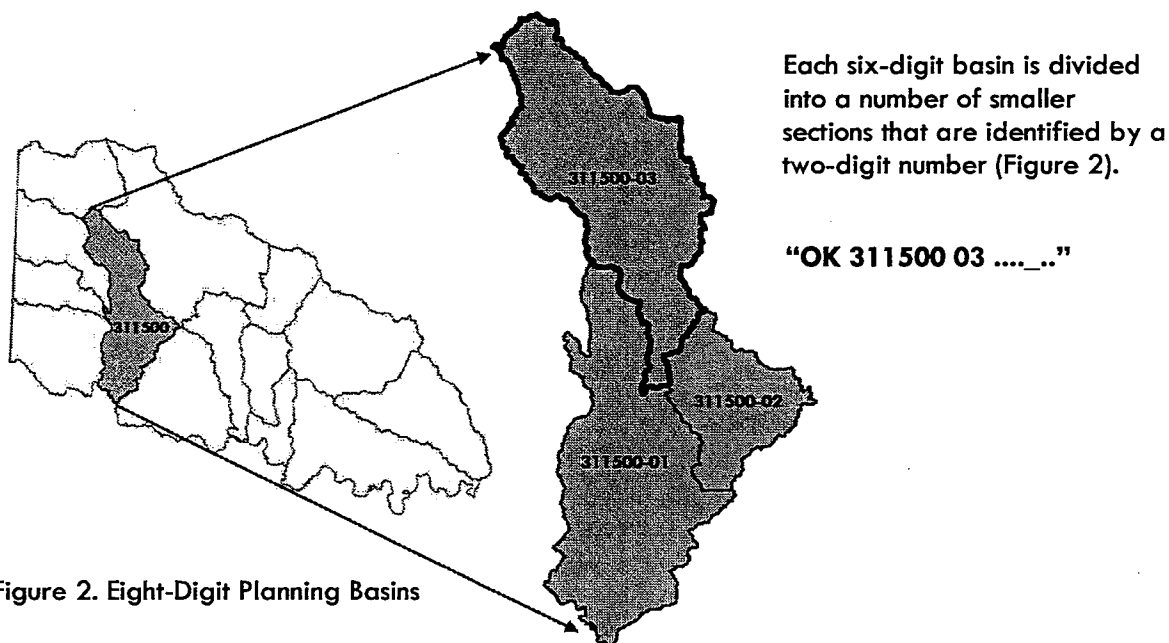 Each six-digit basin is divided
into a number of smaller
sections that are identified by a
two-digit number (Figure 2).
"OK 311500 03 ...._.."
311500-03
311500
311500-02
311500-01
Figure 2. Eight-Digit Planning Basins